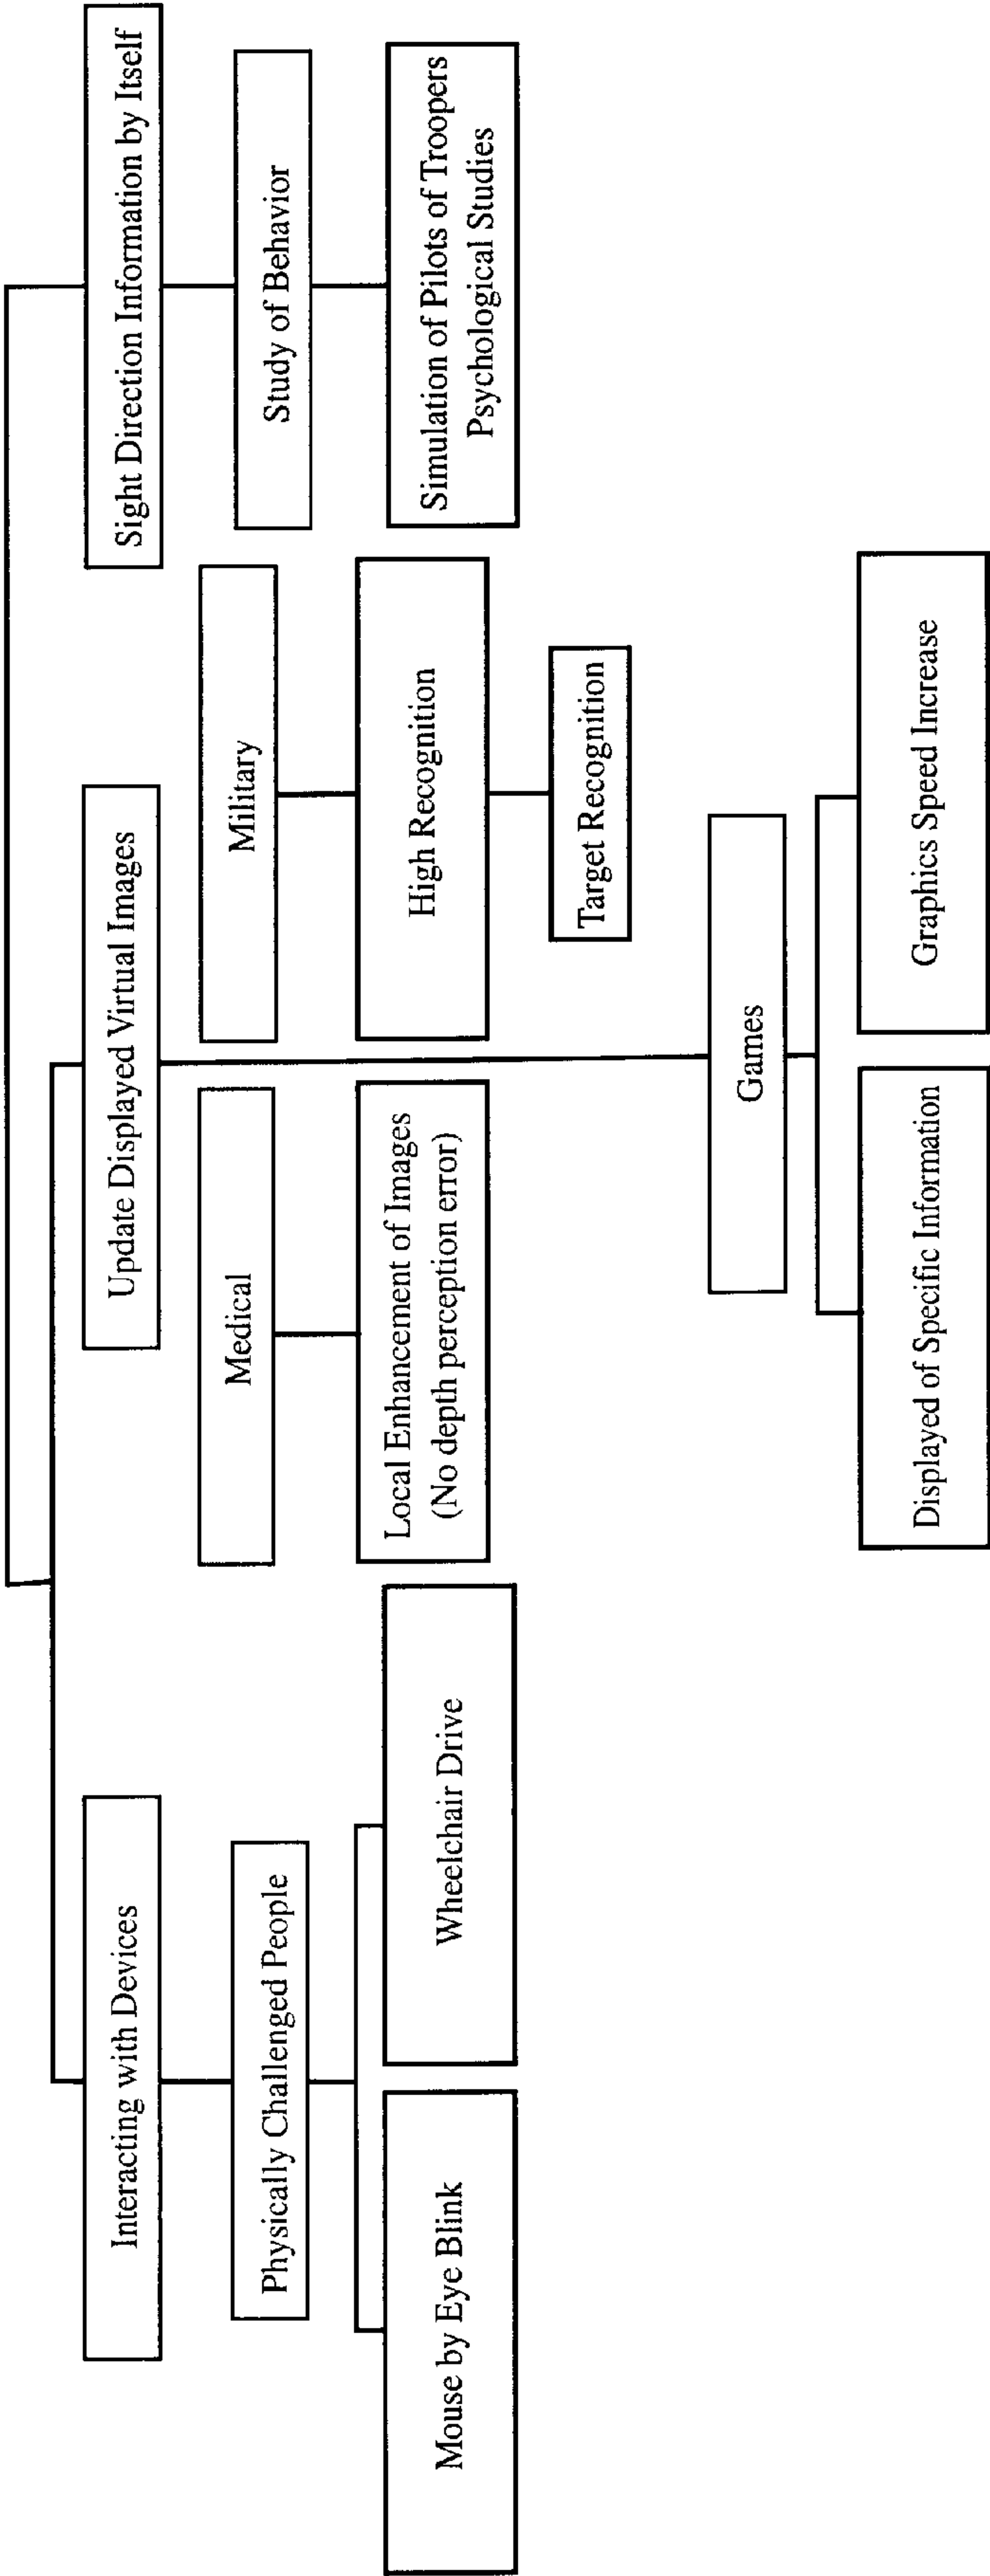 Interacting with Devices
Update Displayed Virtual Images
Sight Direction Information by Itself
Physically Challenged People
Medical
Military
Study of Behavior
Mouse by Eye Blink
Wheelchair Drive
Local Enhancement of Images
(No depth perception error)
High Recognition
Simulation of Pilots of Troopers
Psychological Studies
Target Recognition
Games
Displayed of Specific Information
Graphics Speed Increase